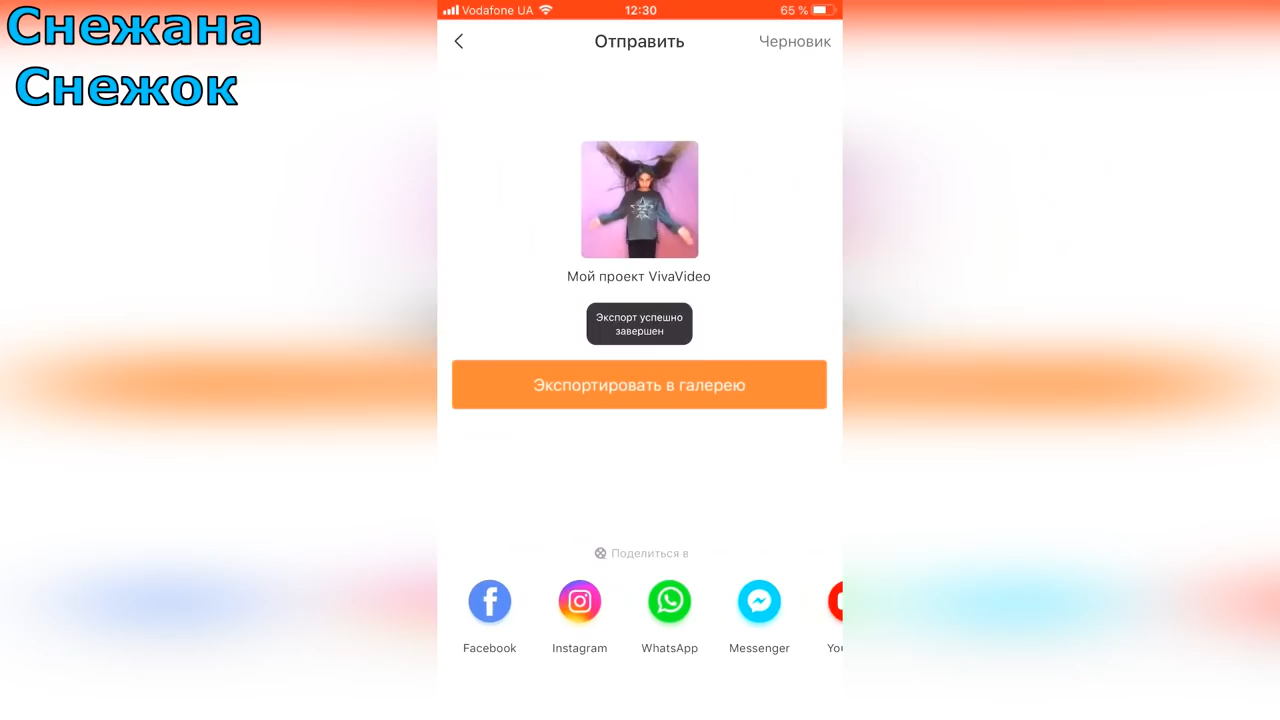 Снежана
Снежок
Vodafone UA
12:30
65 %
Отправить
Черновик
Мой проект VivaVideo
Экспорт успешно
завершен
Экспортировать в галерею
Поделиться в
Facebook
Instagram
WhatsApp
Messenger